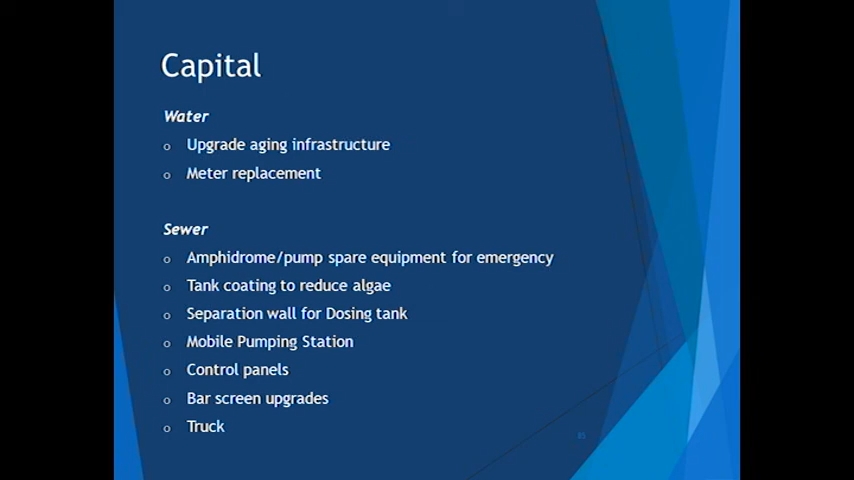 Capital
Water
o Upgrade aging infrastructure
o Meter replacement
Sewer
o Amphidrome/pump spare equipment for emergency
o Tank coating to reduce algae
o Separation wall for Dosing tank
o Mobile Pumping Station
o Control panels
o Bar screen upgrades
o Truck